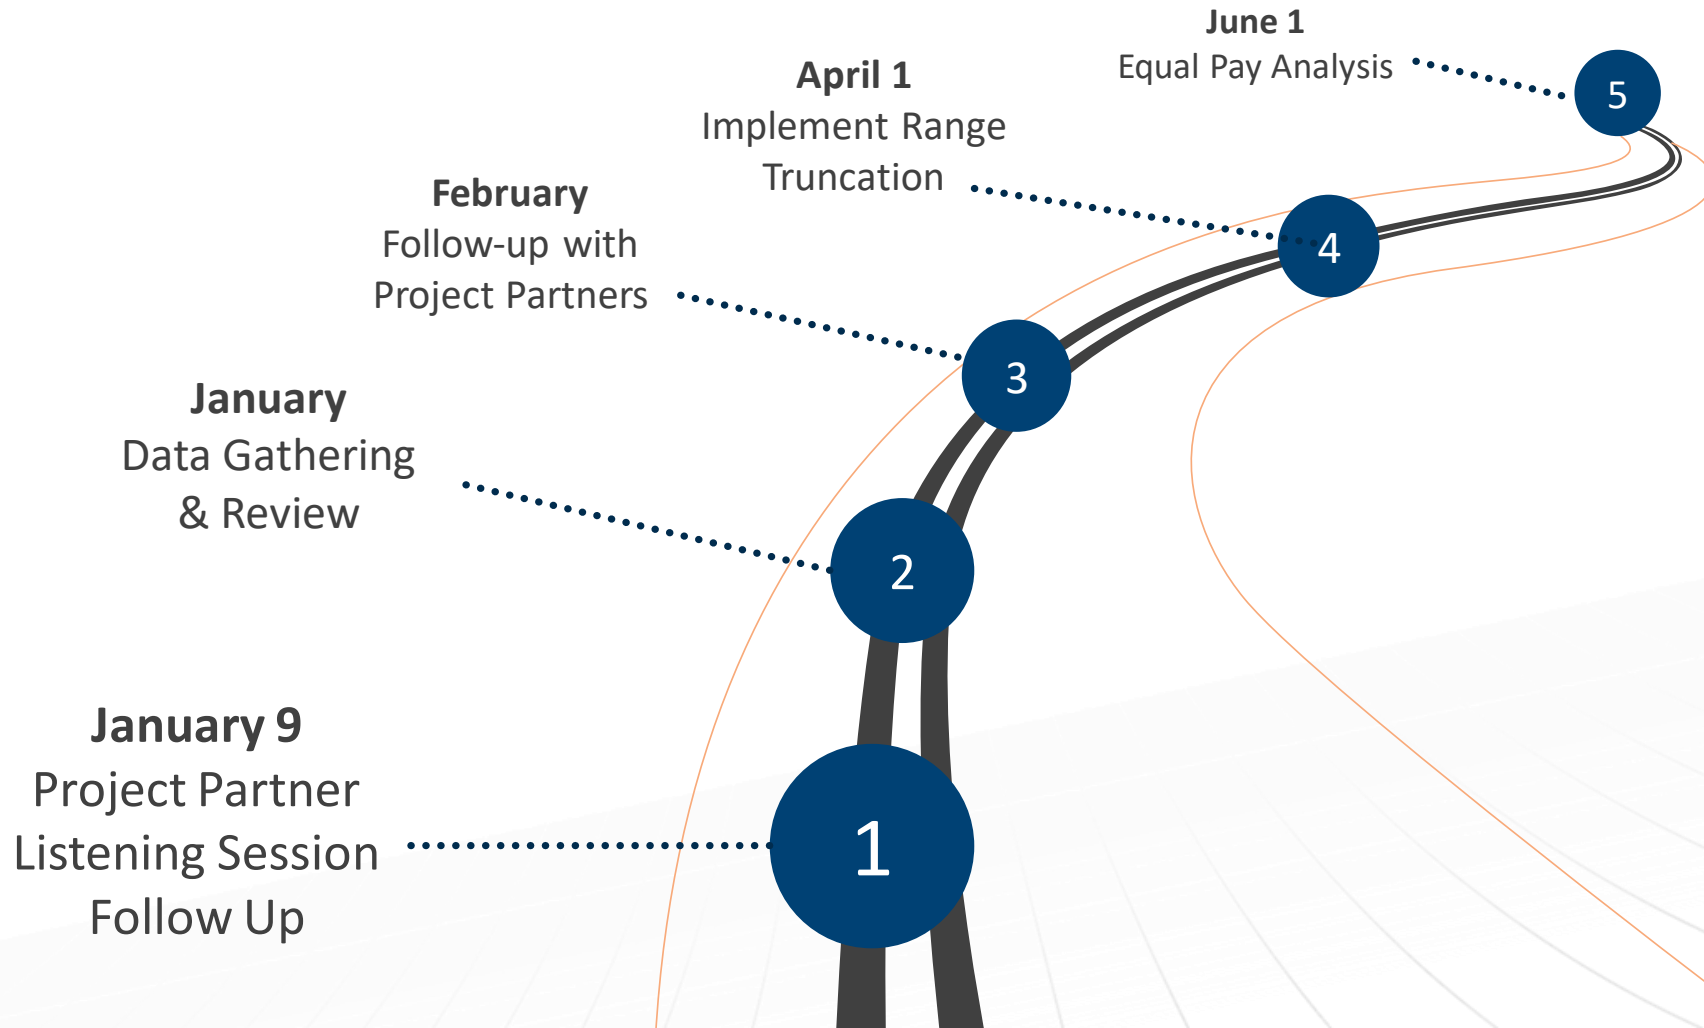 June 1
Equal Pay Analysis
5
April 1
Implement Range
Truncation
4
February
Follow-up with
Project Partners
3
January
Data Gathering
& Review
2
January 9
Project Partner
Listening Session
Follow Up
1